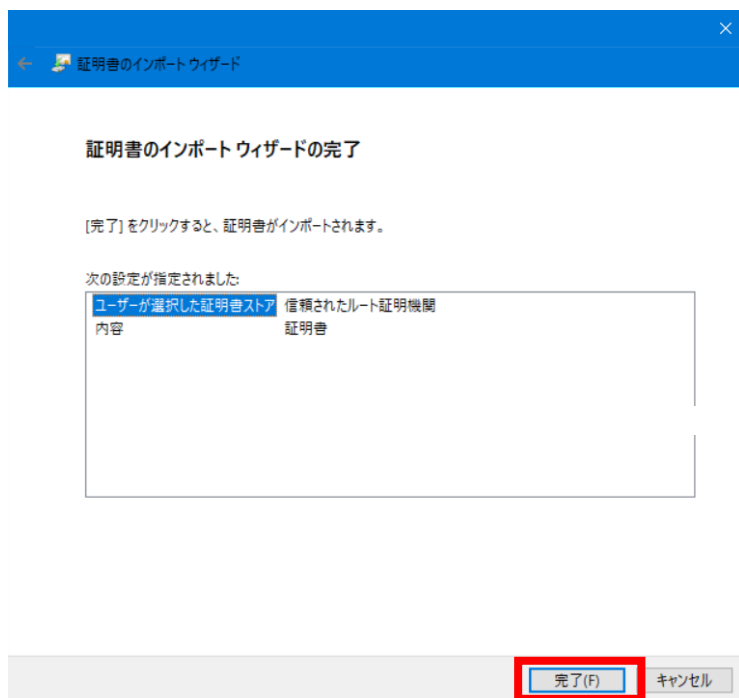 証明書のインポート ウィザード
証明書のインポート ウィザードの完了
[完了] をクリックすると、証明書がインポートされます。
次の設定が指定されました:
ユーザーが選択した証明書ストア 信頼されたルート証明機関
内容 証明書
完了(F) キャンセル